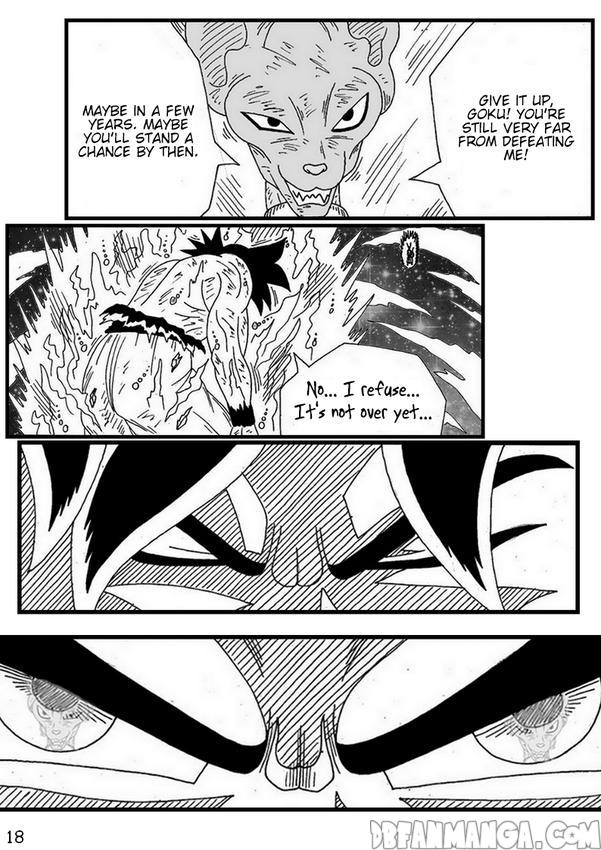 GIVE IT UP,
GOKU! YOU'RE
STILL VERY FAR
FROM DEFEATING
ME!
MAYBE IN A FEW
YEARS. MAYBE
YOU'LL STAND A
CHANCE BY THEN.
No... I refuse...
It's not over yet...
18
DBFANMANGA.COM